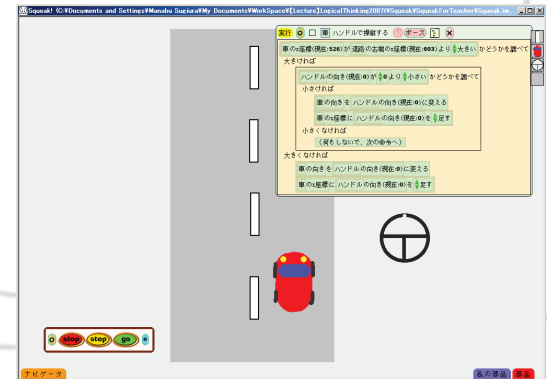 Squeak! (C:¥Documents and Settings¥Manabu Sugiura¥My Documents¥WorkSpace¥【Lecture】LogicalThinking2007f¥Squeak¥SqueakForTeacher¥Squeak.im...
実行 車 ハンドルで操縦する ポーズ
車のx座標(現在:526)が 道路の右端のx座標(現在:603)より 大きい かどうかを調べて
大きければ
ハンドルの向き(現在:0)が 0より 小さい かどうかを調べて
小さければ
車の向きを ハンドルの向き(現在:0)に変える
車のx座標に ハンドルの向き(現在:0)を 足す
小さくなければ
(何もしないで、次の命令へ)
大きくなければ
車の向きを ハンドルの向き(現在:0)に変える
車のx座標に ハンドルの向き(現在:0)を 足す
stop step go
ナビゲータ
私の部品 部品